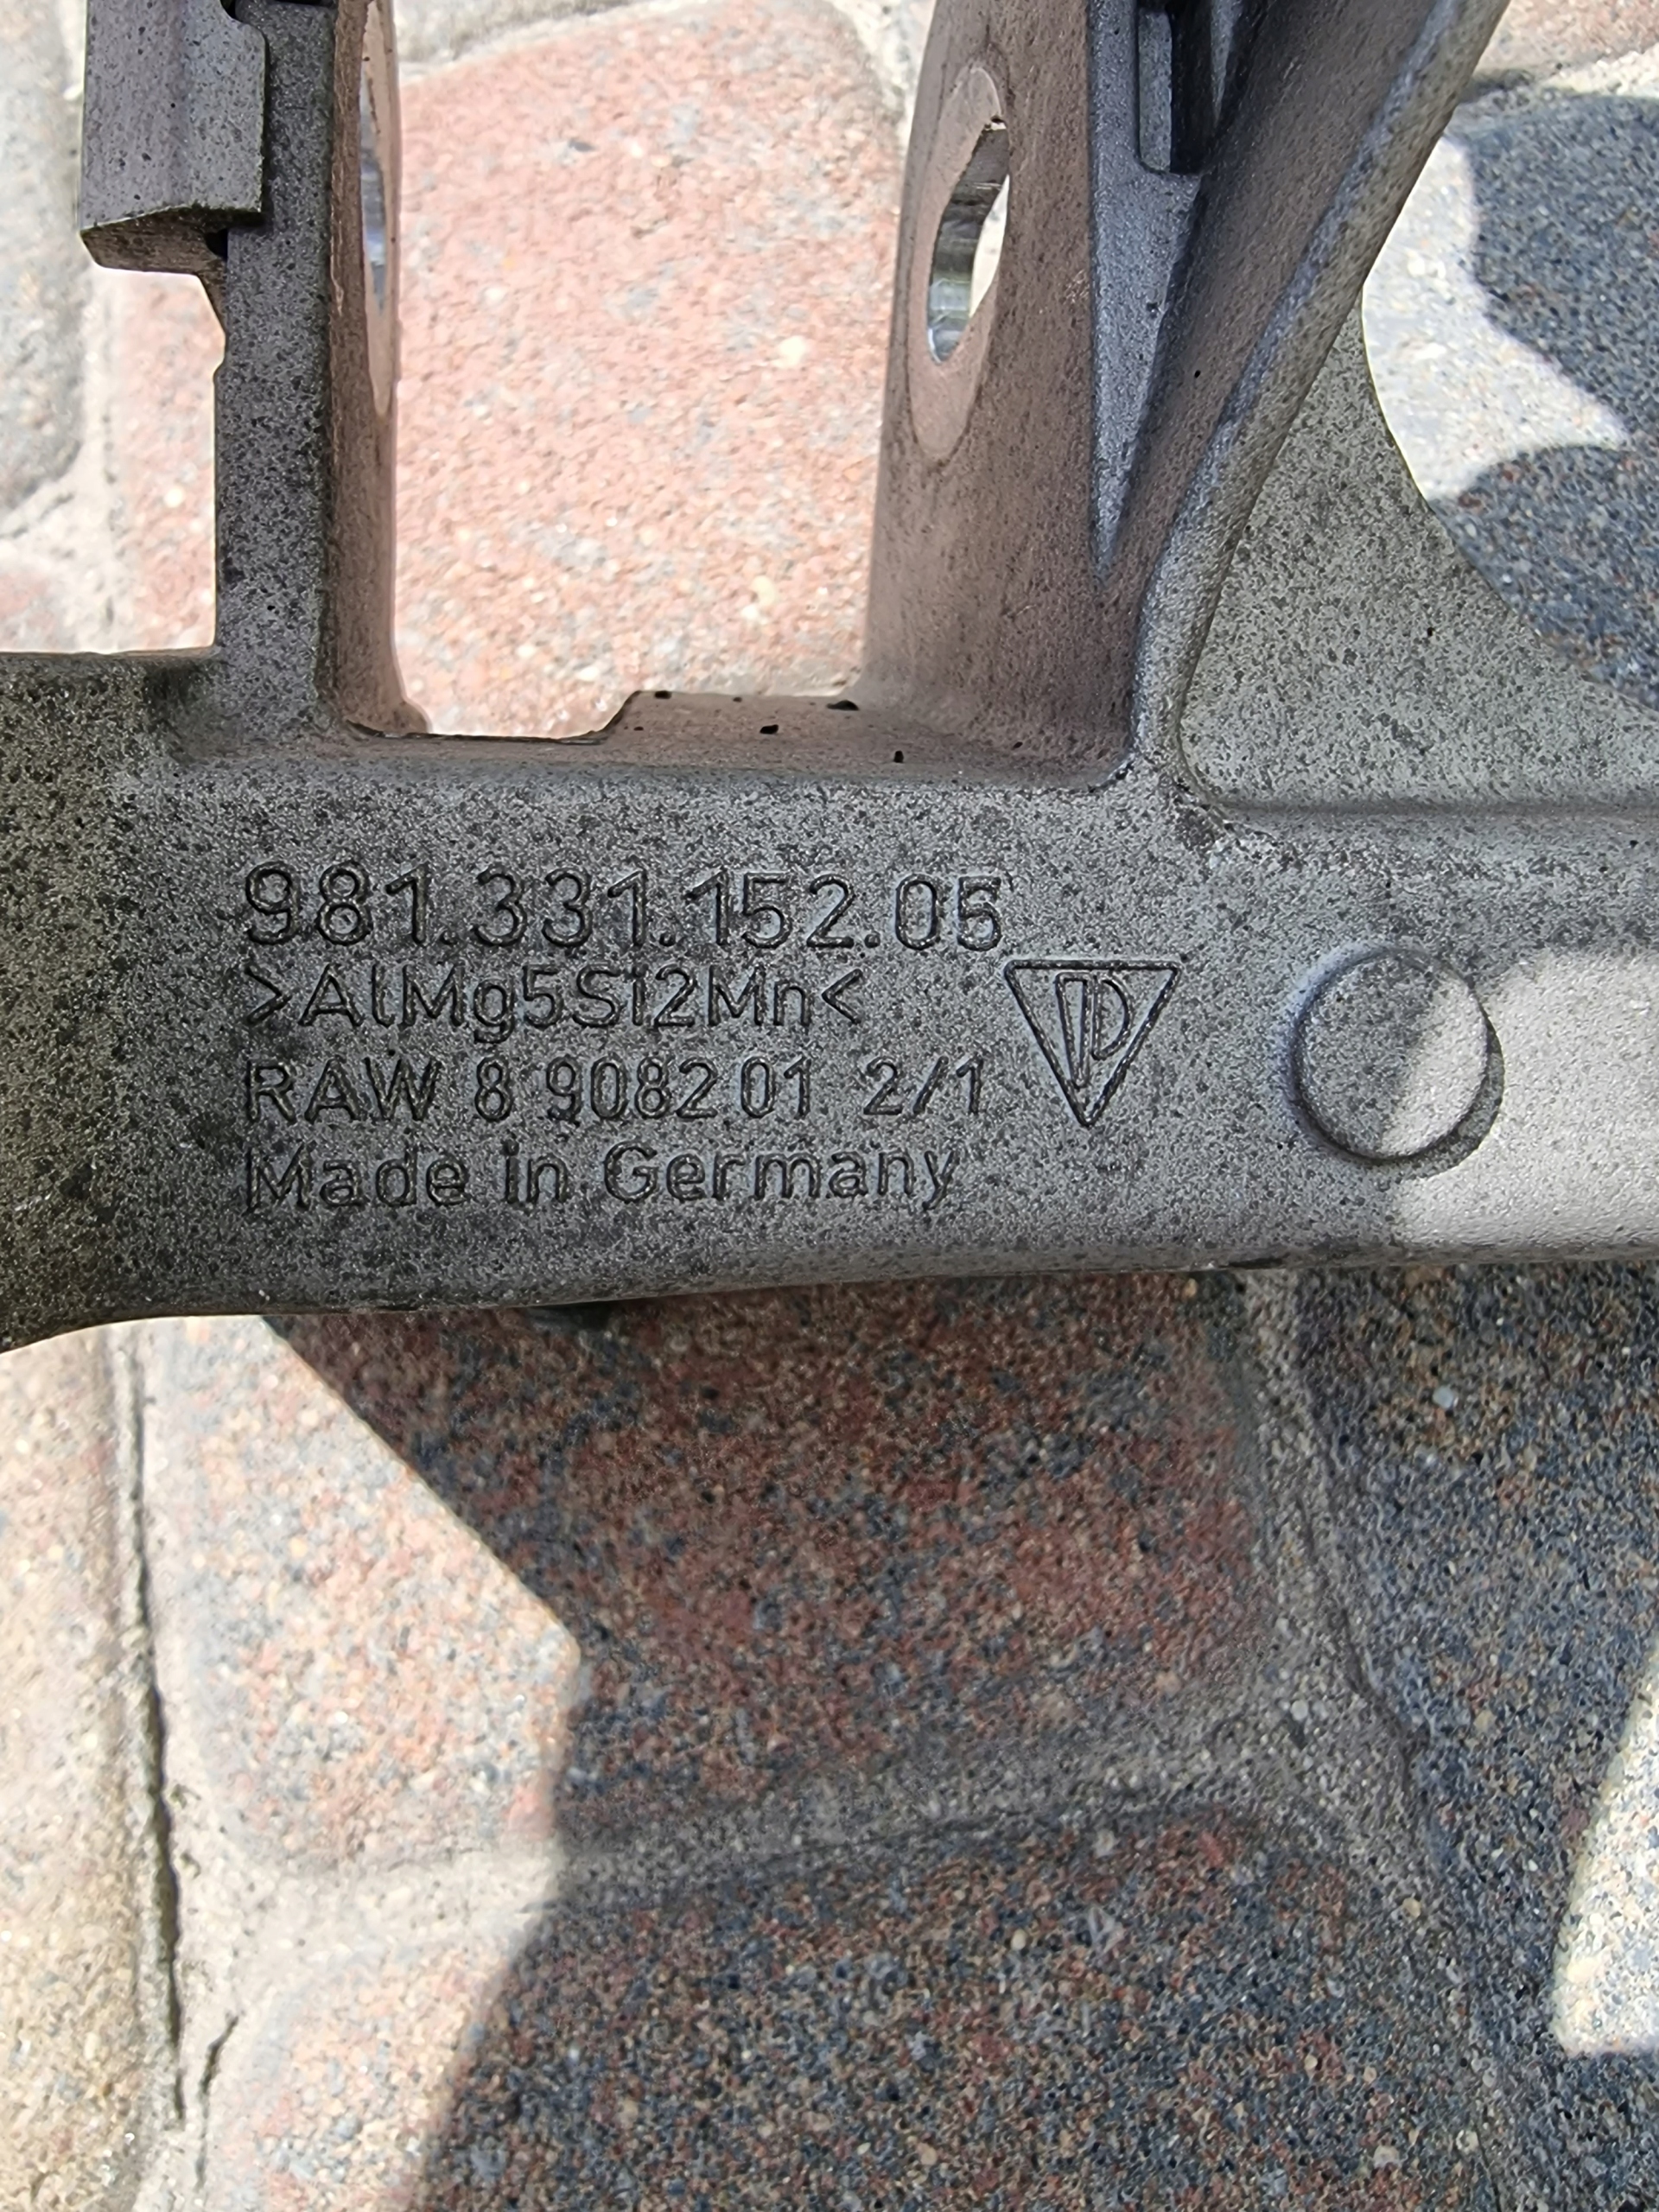 981.331.152.05
>AlMg5Si2Mn<
RAW 8 9082 01 2/1
Made in Germany